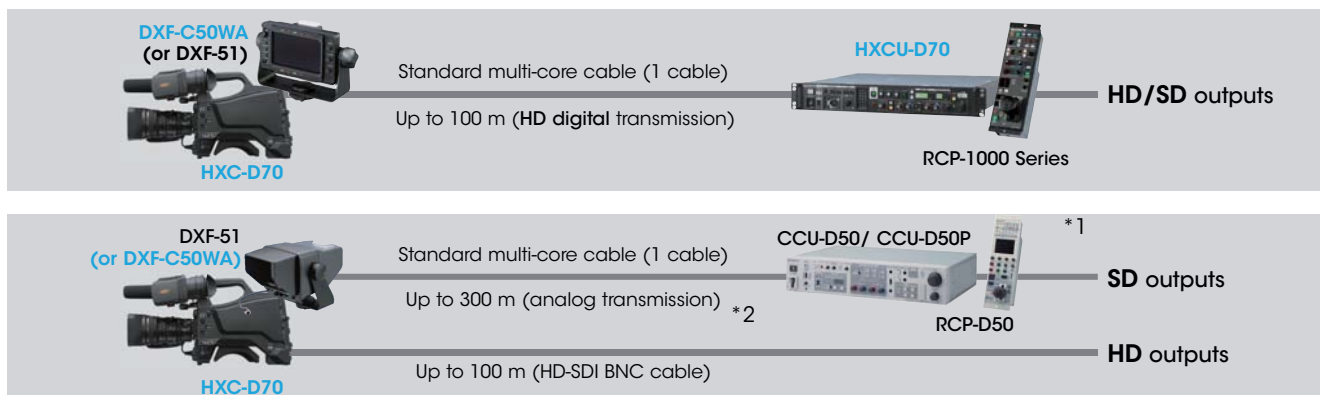 DXF-C50WA
(or DXF-51)
HXC-D70
Standard multi-core cable (1 cable)
Up to 100 m (HD digital transmission)
HXCU-D70
RCP-1000 Series
HD/SD outputs
DXF-51
(or DXF-C50WA)
HXC-D70
Standard multi-core cable (1 cable)
Up to 300 m (analog transmission) *2
CCU-D50/ CCU-D50P
RCP-D50
*1
SD outputs
Up to 100 m (HD-SDI BNC cable)
HD outputs